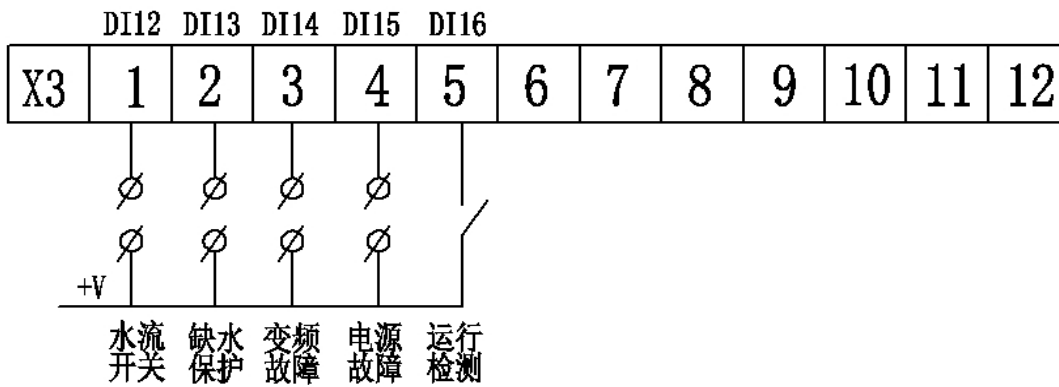 DI12 DI13 DI14 DI15 DI16
X3 1 2 3 4 5 6 7 8 9 10 11 12
+V
水流 缺水 变频 电源 运行
开关 保护 故障 故障 检测